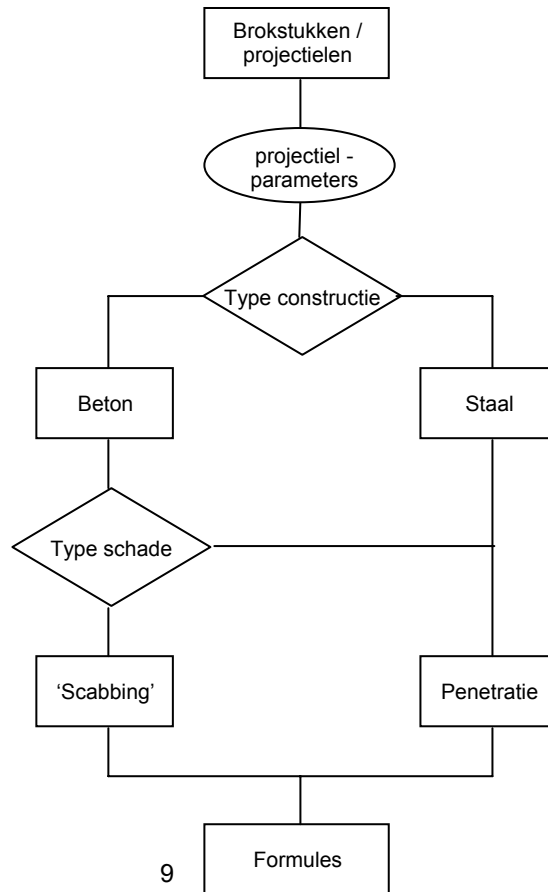 Brokstukken /
projectielen
projectiel -
parameters
Type constructie
Beton
Staal
Type schade
‘Scabbing’
Penetratie
Formules
9